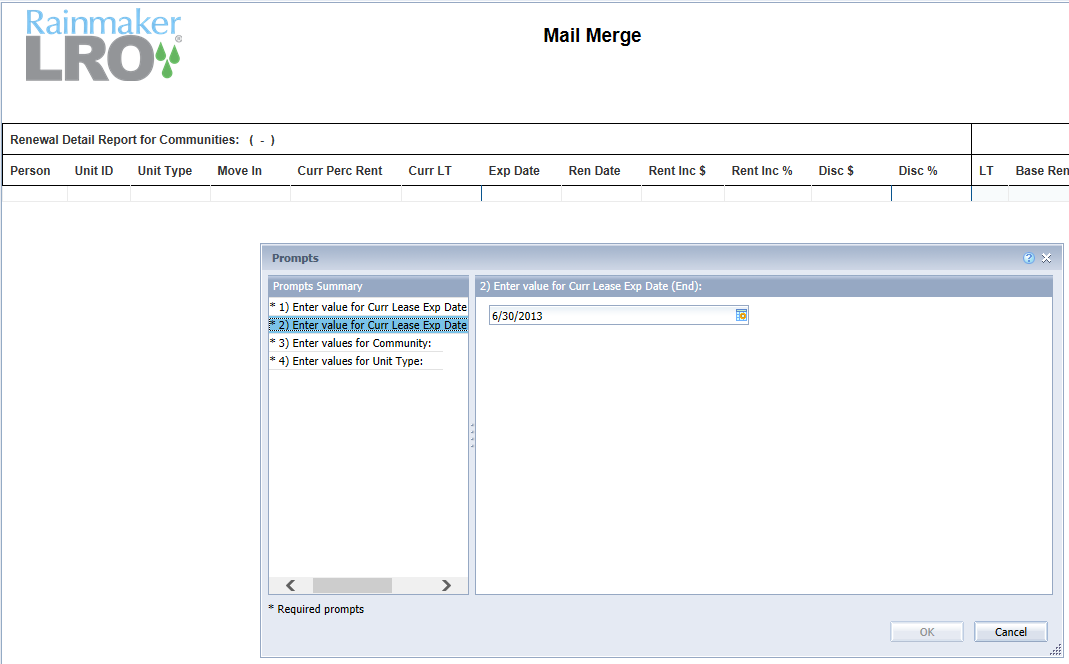 Rainmaker
LRO®
Mail Merge
Renewal Detail Report for Communities: ( - )
Person Unit ID Unit Type Move In Curr Perc Rent Curr LT Exp Date Ren Date Rent Inc $ Rent Inc % Disc $ Disc % LT Base Ren
Prompts
?
Prompts Summary
* 1) Enter value for Curr Lease Exp Date
* 2) Enter value for Curr Lease Exp Date
* 3) Enter values for Community:
* 4) Enter values for Unit Type:
2) Enter value for Curr Lease Exp Date (End):
6/30/2013
* Required prompts
OK Cancel